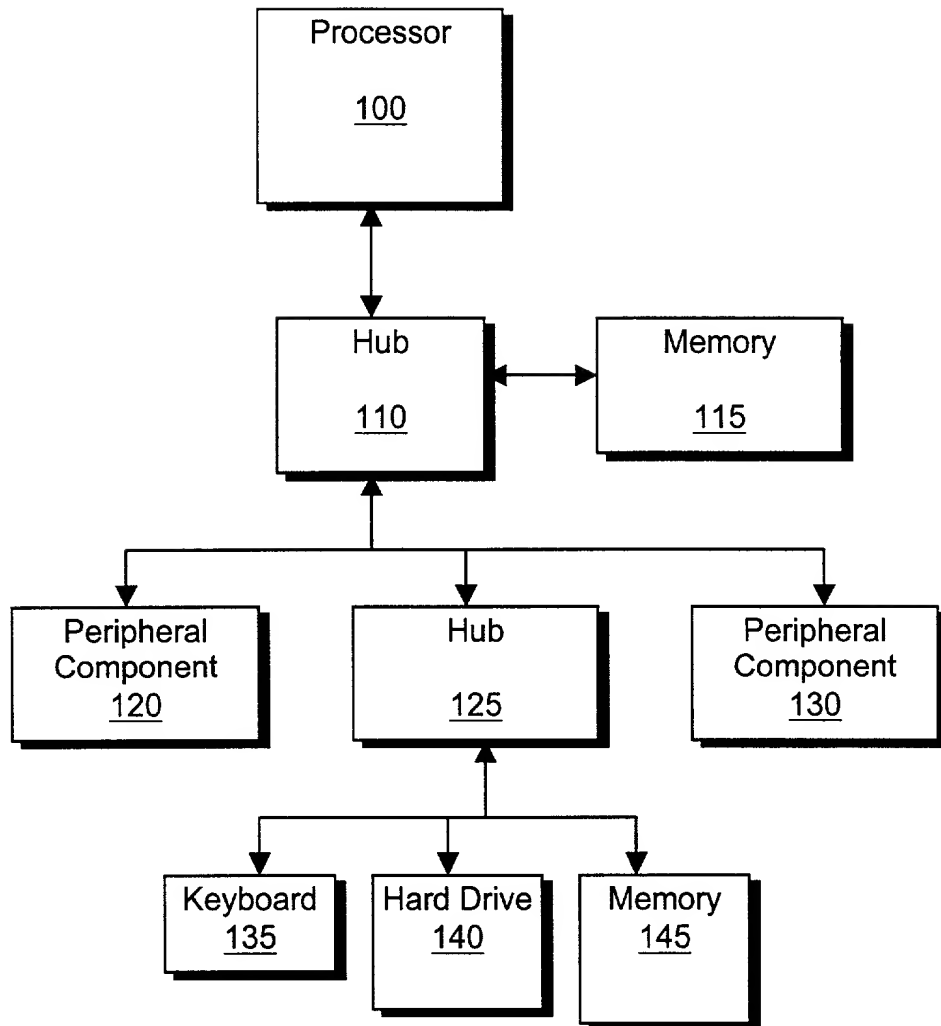 Processor
100
Hub
110
Memory
115
Peripheral
Component
120
Hub
125
Peripheral
Component
130
Keyboard
135
Hard Drive
140
Memory
145